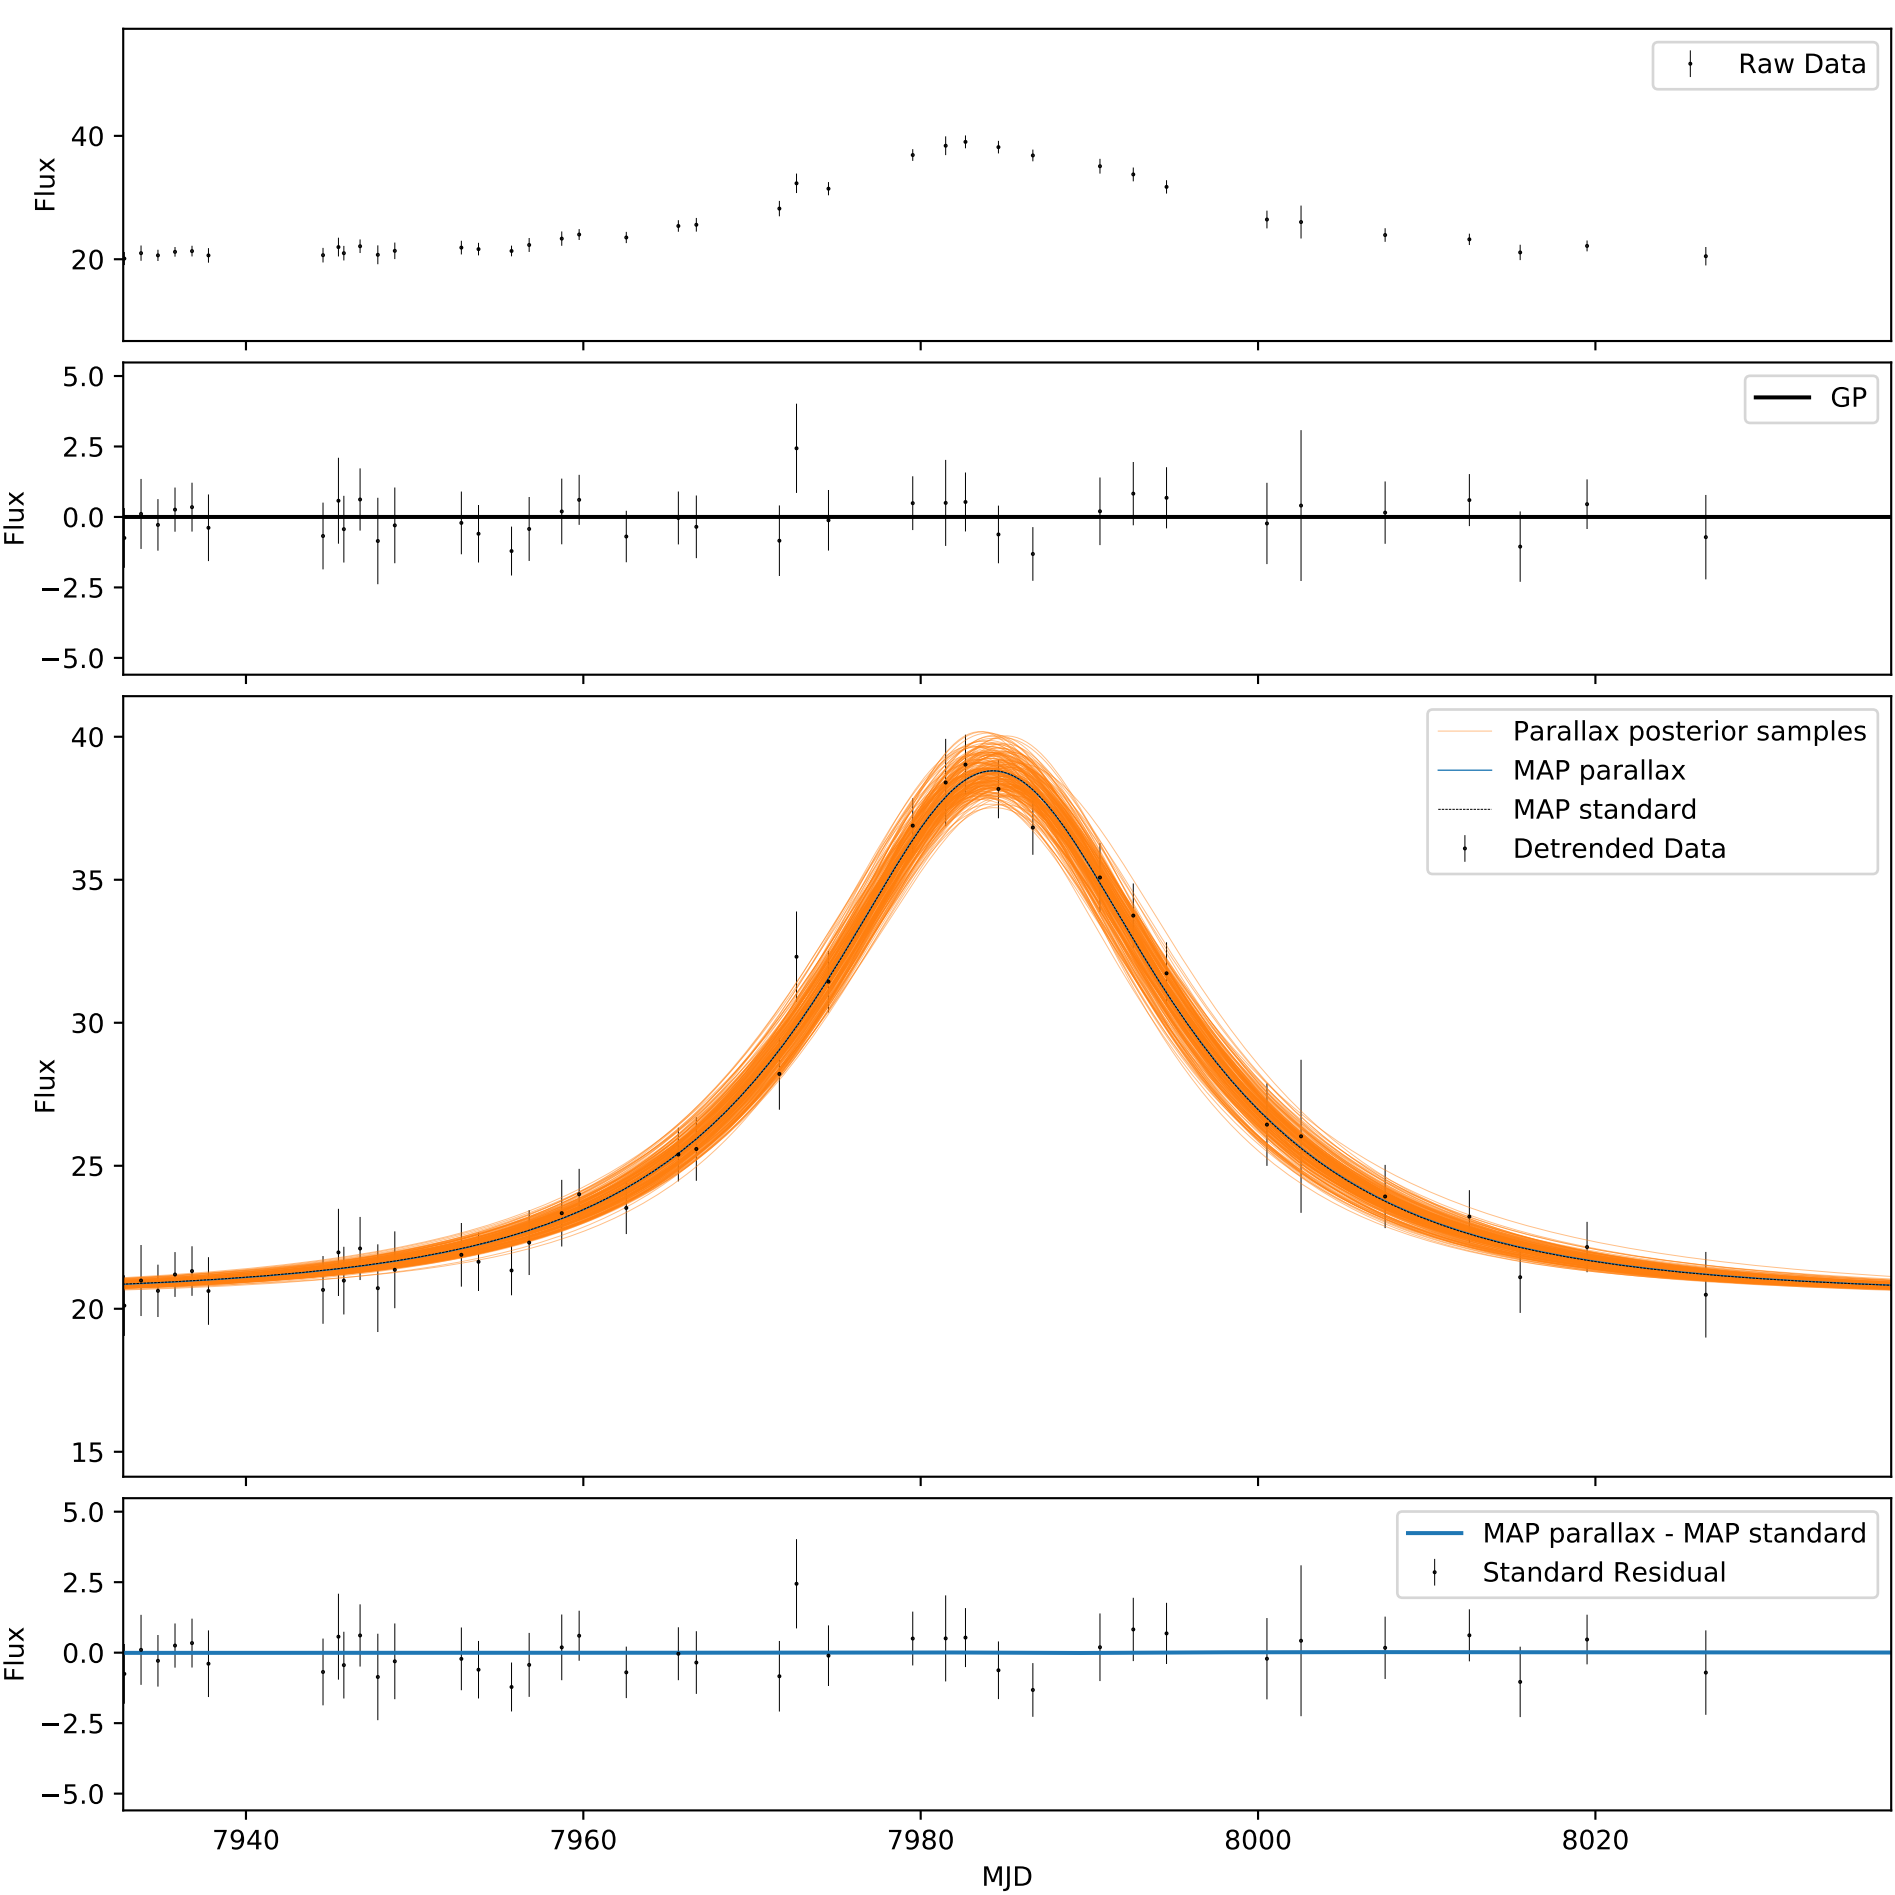 Raw Data
40
20
Flux
GP
5.0
2.5
0.0
−2.5
−5.0
Flux
Parallax posterior samples
MAP parallax
MAP standard
Detrended Data
40
35
30
25
20
15
Flux
MAP parallax - MAP standard
Standard Residual
5.0
2.5
0.0
−2.5
−5.0
Flux
7940 7960 7980 8000 8020
MJD